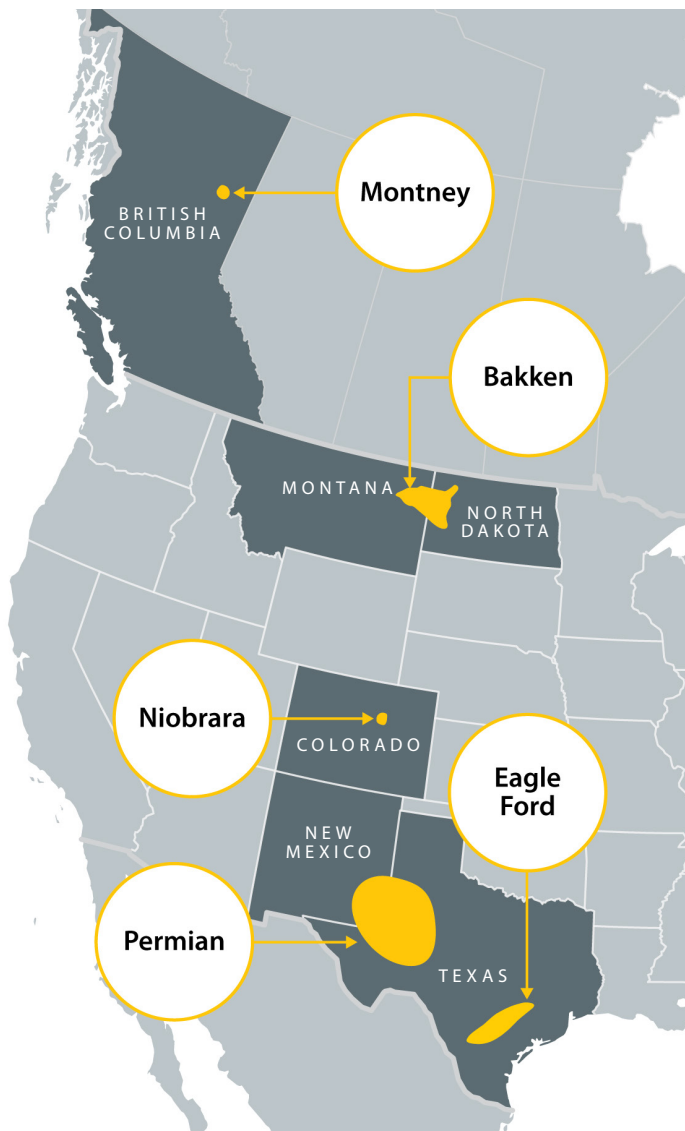 Montney
BRITISH
COLUMBIA
Bakken
MONTANA
NORTH
DAKOTA
Niobrara
COLORADO
Eagle
Ford
NEW
MEXICO
Permian
TEXAS